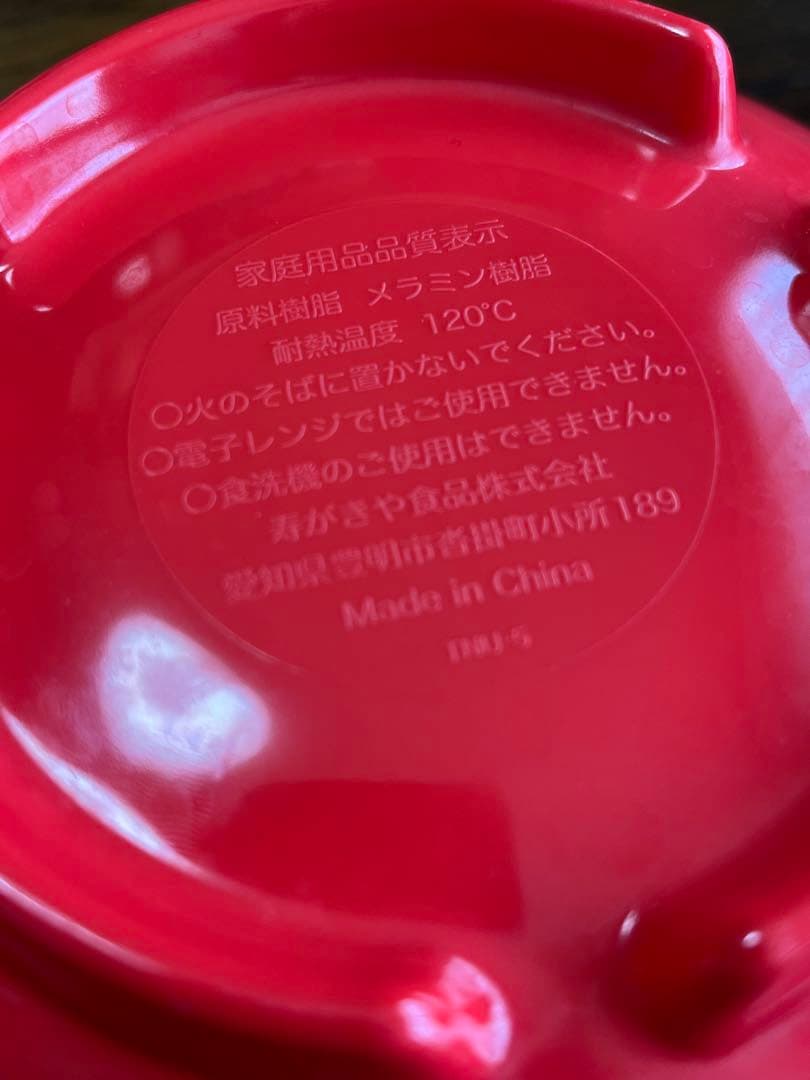 家庭用品品質表示
原料樹脂 メラミン樹脂
耐熱温度 120°C
○火のそばに置かないでください。
○電子レンジではご使用できません。
○食洗機のご使用はできません。
寿がきや食品株式会社
愛知県豊明市沓掛町小所189
Made in China